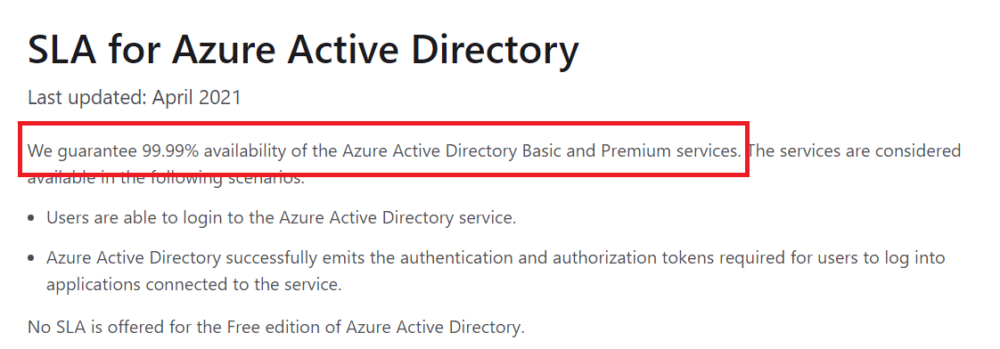 SLA for Azure Active Directory
Last updated: April 2021
We guarantee 99.99% availability of the Azure Active Directory Basic and Premium services. The services are considered
available in the following scenarios:
• Users are able to login to the Azure Active Directory service.
• Azure Active Directory successfully emits the authentication and authorization tokens required for users to log into
applications connected to the service.
No SLA is offered for the Free edition of Azure Active Directory.